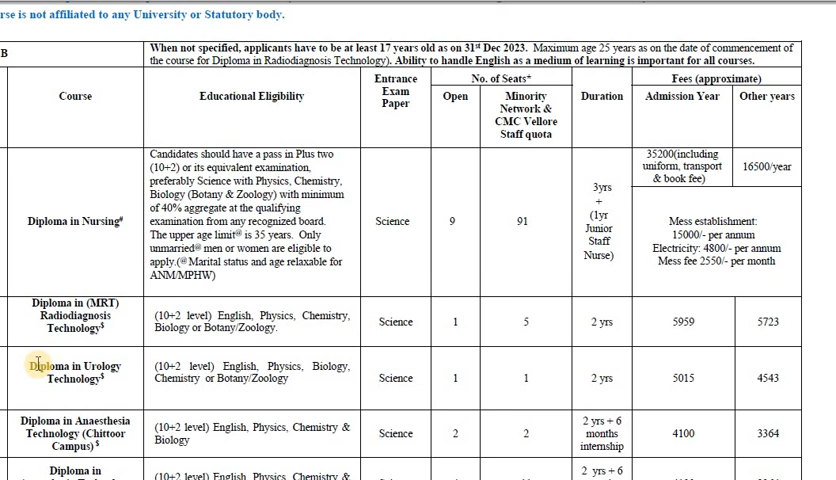 rse is not affiliated to any University or Statutory body.
B
When not specified, applicants have to be at least 17 years old as on 31st Dec 2023. Maximum age 25 years as on the date of commencement of the course for Diploma in Radiodiagnosis Technology). Ability to handle English as a medium of learning is important for all courses.
Course
Educational Eligibility
Entrance
Exam
Paper
No. of Seats*
Open
Minority
Network &
CMC Vellore
Staff quota
Duration
Fees (approximate)
Admission Year
Other years
Diploma in Nursing#
Candidates should have a pass in Plus two
(10+2) or its equivalent examination,
preferably Science with Physics, Chemistry,
Biology (Botany & Zoology) with minimum
of 40% aggregate at the qualifying
examination from any recognized board.
The upper age limit@ is 35 years. Only
unmarried@ men or women are eligible to
apply.(@Marital status and age relaxable for
ANM/MPHW)
Science
9
91
3yrs
+
(1yr
Junior
Staff
Nurse)
35200(including
uniform, transport
& book fee)
16500/year
Mess establishment:
15000/- per annum
Electricity: 4800/- per annum
Mess fee 2550/- per month
Diploma in (MRT)
Radiodiagnosis
Technology$
(10+2 level) English, Physics, Chemistry,
Biology or Botany/Zoology.
Science
1
5
2 yrs
5959
5723
Diploma in Urology
Technology$
(10+2 level) English, Physics, Biology,
Chemistry or Botany/Zoology
Science
1
1
2 yrs
5015
4543
Diploma in Anaesthesia
Technology (Chittoor
Campus) $
(10+2 level) English, Physics, Chemistry &
Biology
Science
2
2
2 yrs + 6
months
internship
4100
3364
Diploma in
(10+2 level) English, Physics, Chemistry &
2 yrs + 6